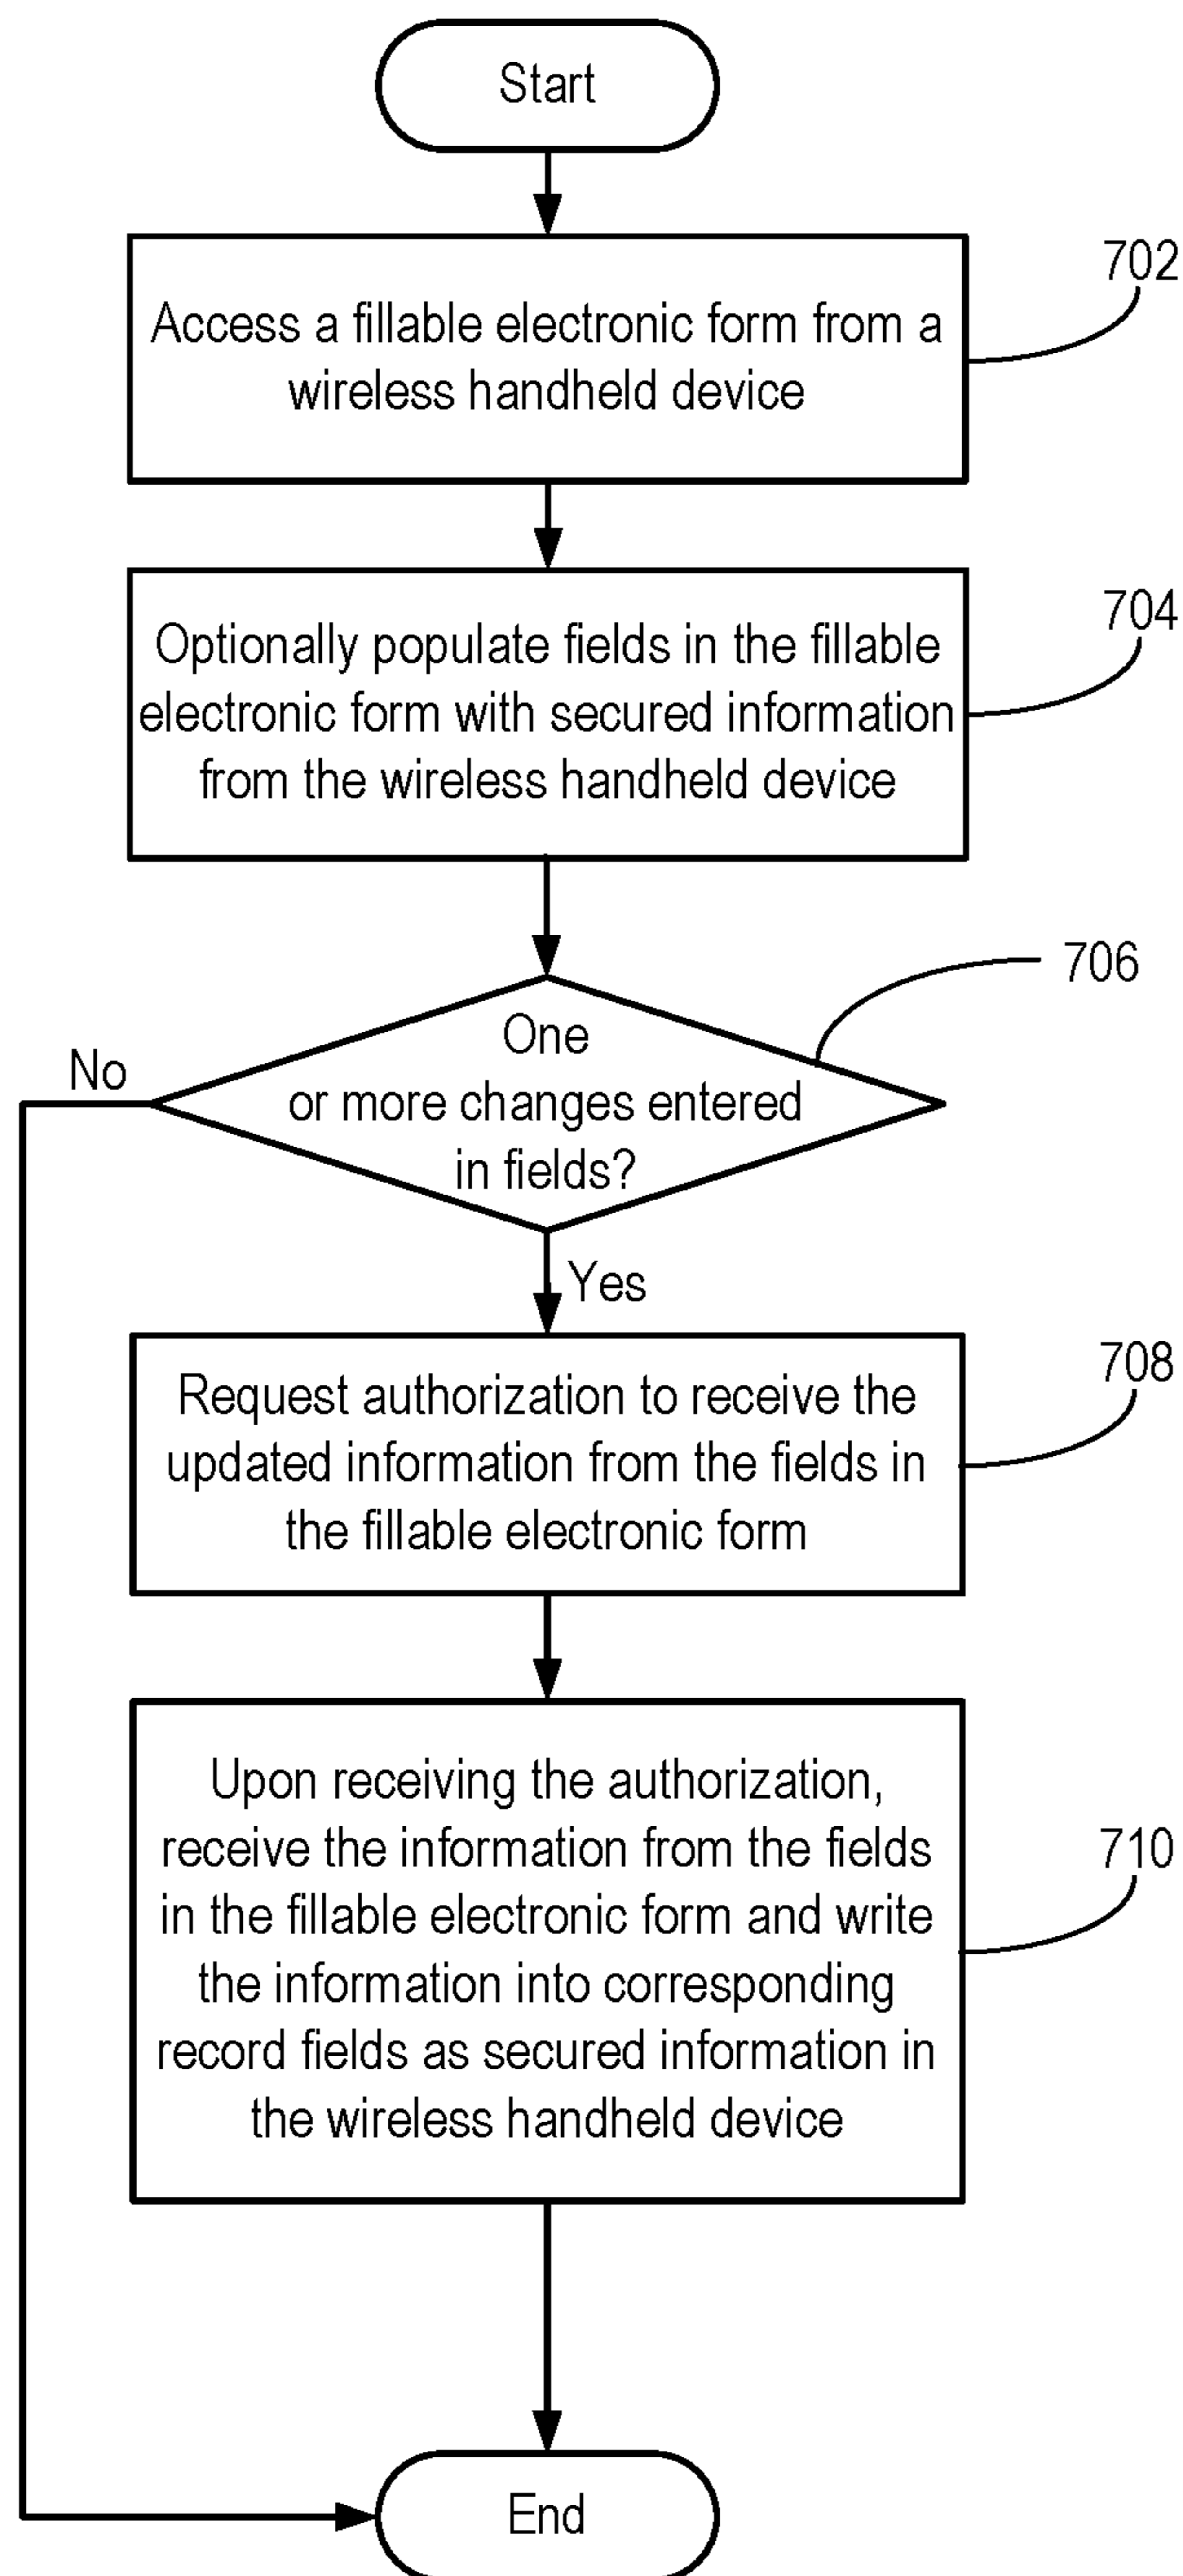 Start
702
Access a fillable electronic form from a
wireless handheld device
704
Optionally populate fields in the fillable
electronic form with secured information
from the wireless handheld device
706
One
or more changes entered
in fields?
No
Yes
708
Request authorization to receive the
updated information from the fields in
the fillable electronic form
710
Upon receiving the authorization,
receive the information from the fields
in the fillable electronic form and write
the information into corresponding
record fields as secured information in
the wireless handheld device
End